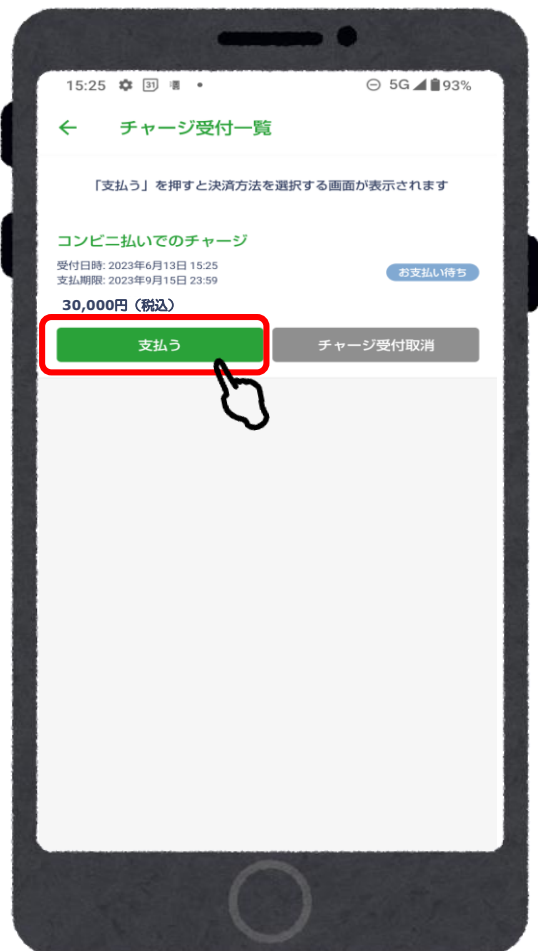 15:25 31 5G 93%
← チャージ受付一覧
「支払う」を押すと決済方法を選択する画面が表示されます
コンビニ払いでのチャージ
受付日時: 2023年6月13日 15:25
お支払い待ち
支払期限: 2023年9月15日 23:59
30,000円（税込）
支払う チャージ受付取消